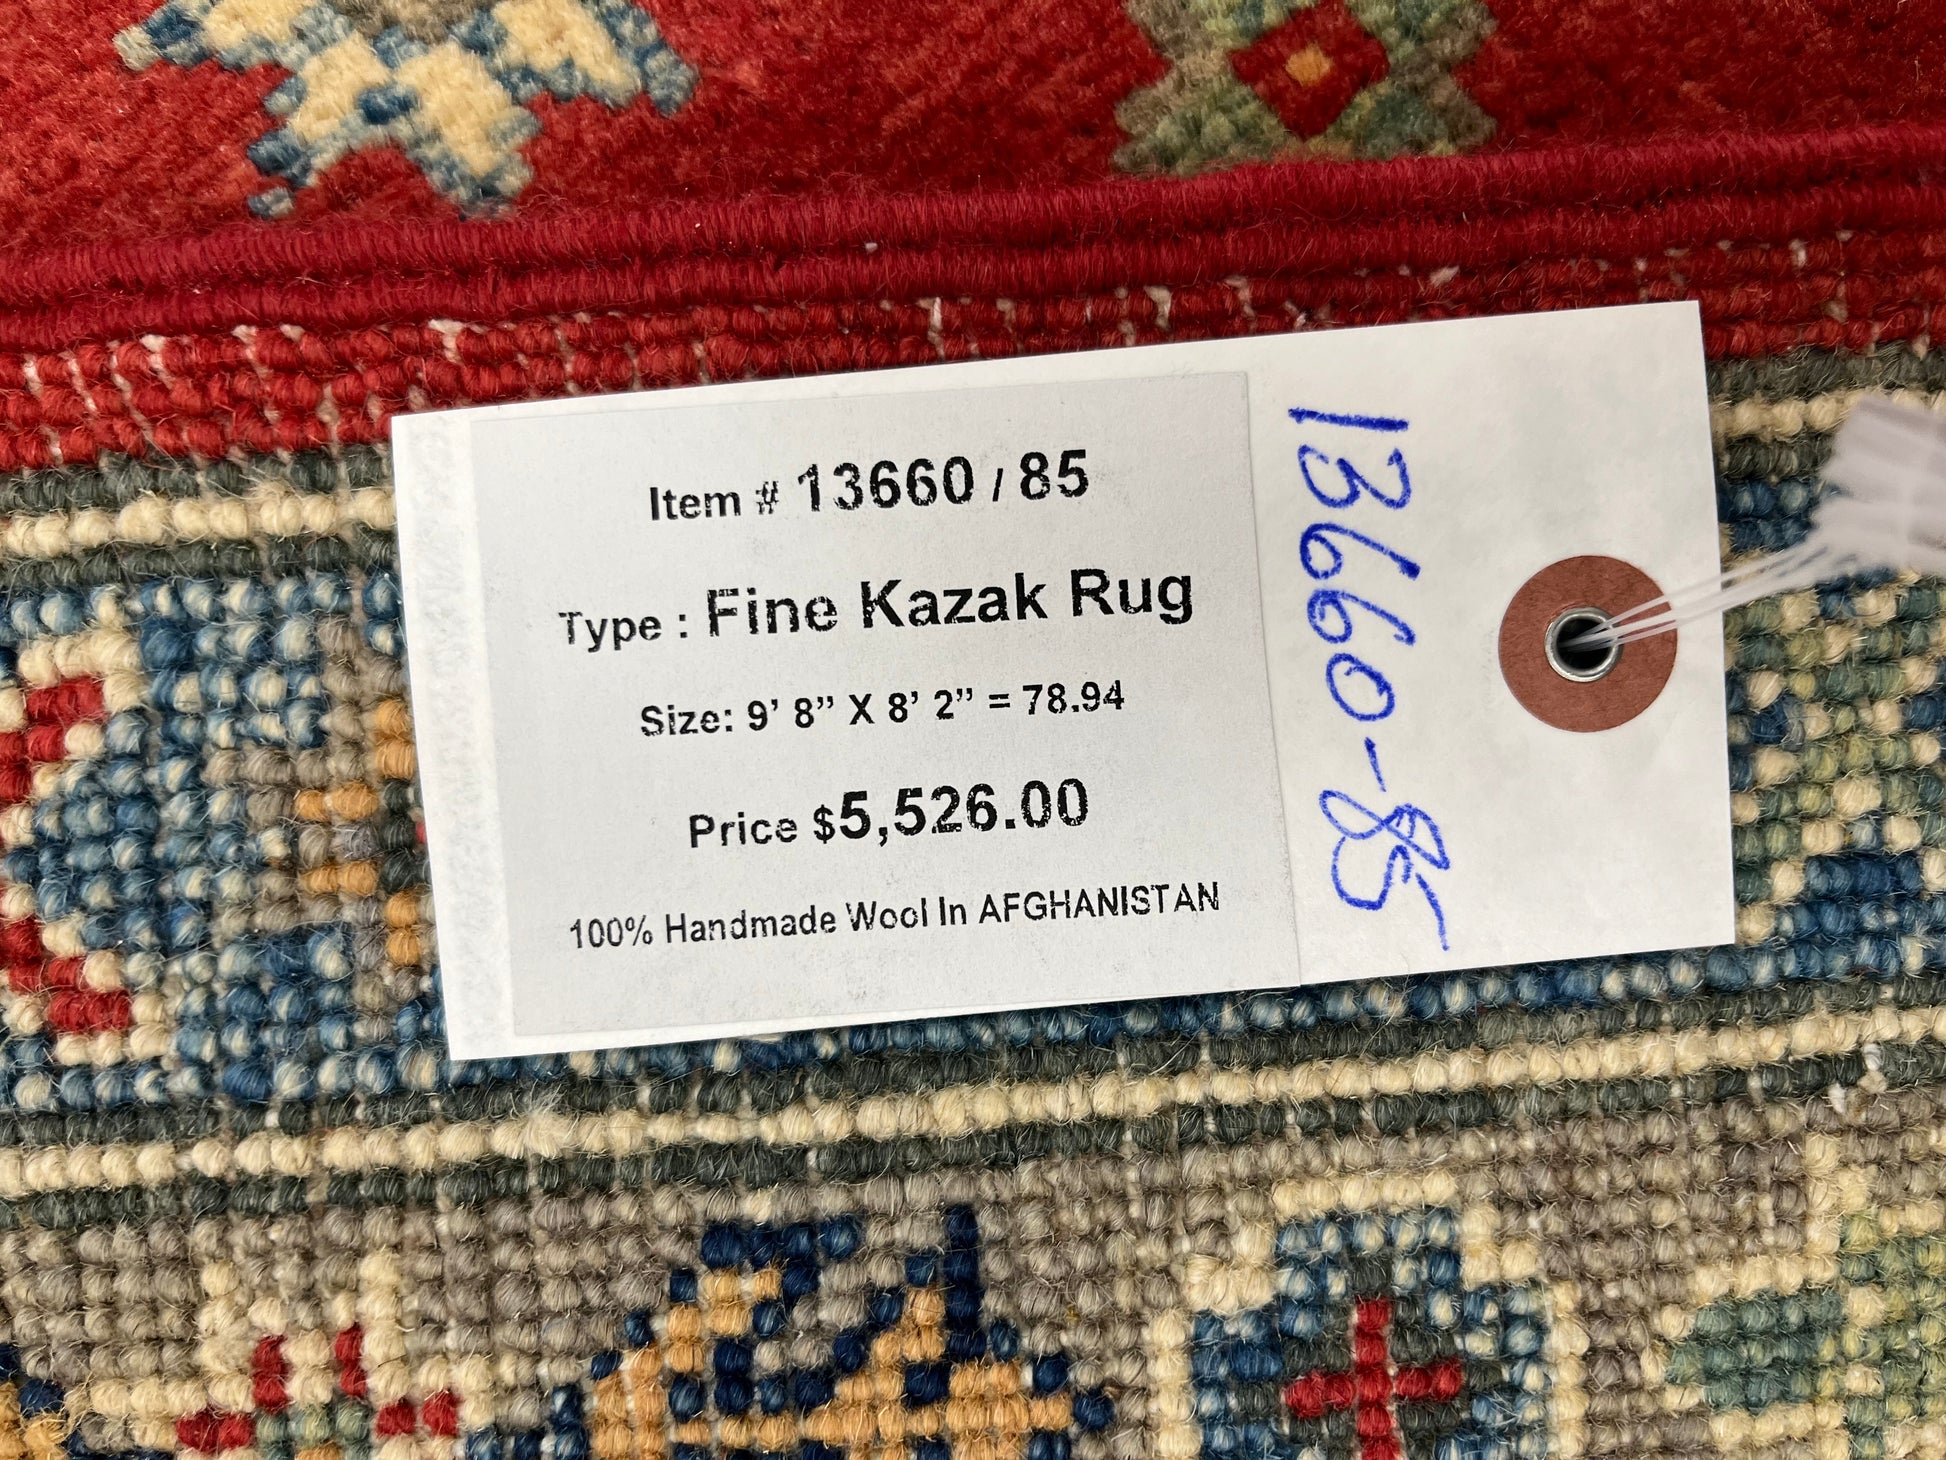 Item # 13660 / 85
Type : Fine Kazak Rug
Size: 9’ 8” X 8’ 2” = 78.94
Price $5,526.00
100% Handmade Wool In AFGHANISTAN
13660-85